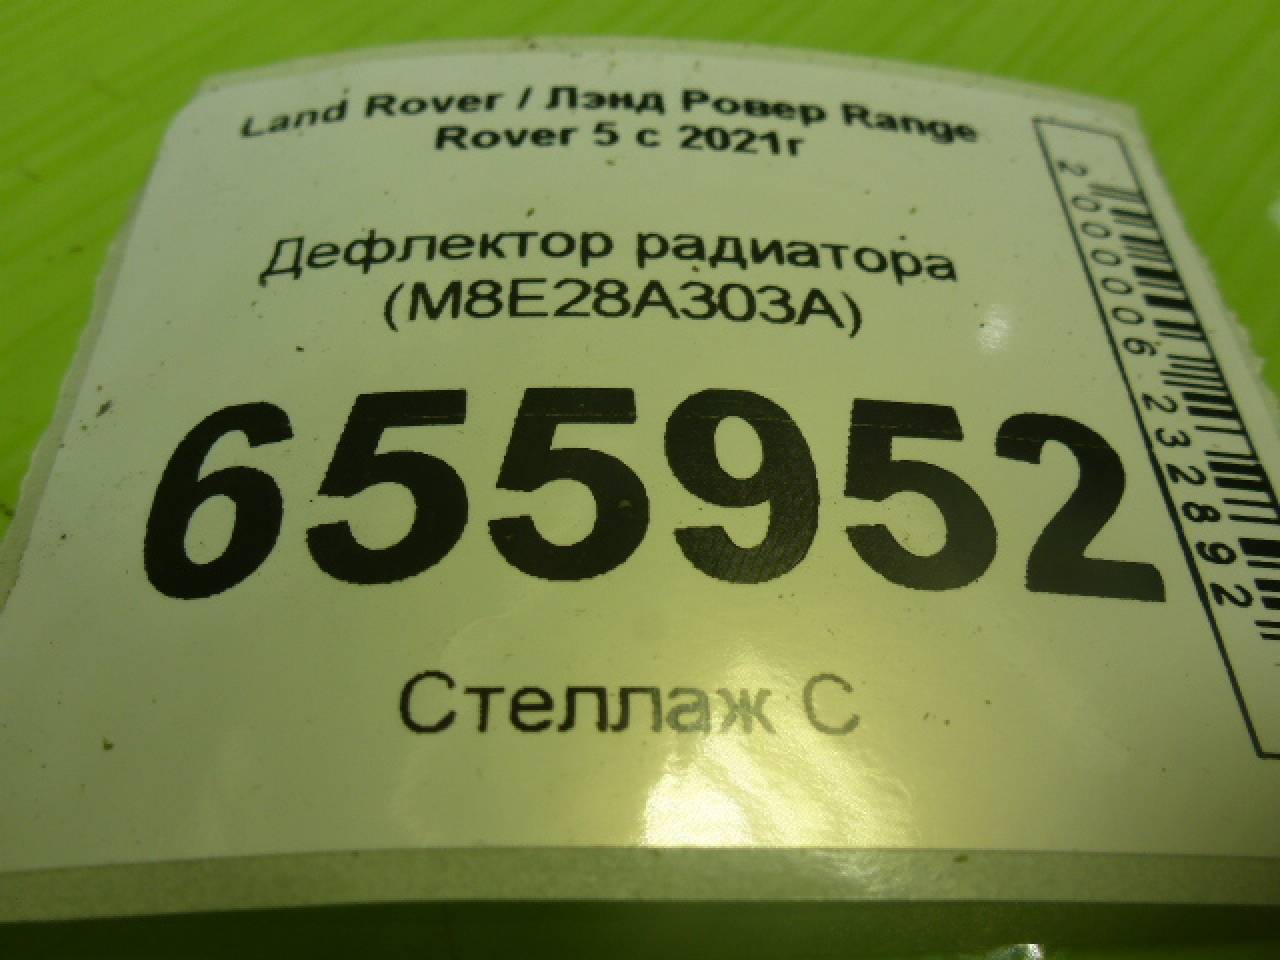 Land Rover / Лэнд Ровер Range
Rover 5 с 2021г
Дефлектор радиатора
(M8E28A303A)
655952
Стеллаж С
2000006232892